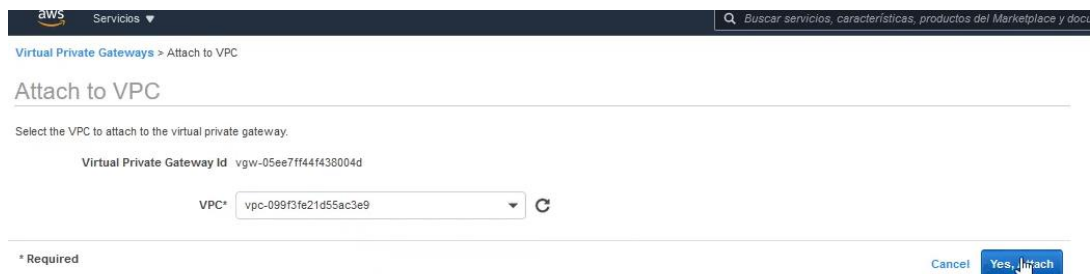 aws Servicios ▼ Buscar servicios, características, productos del Marketplace y docu
Virtual Private Gateways > Attach to VPC
Attach to VPC
Select the VPC to attach to the virtual private gateway.
Virtual Private Gateway Id vgw-05ee7ff44f438004d
VPC* vpc-099f3fe21d55ac3e9
* Required Cancel Yes, Attach